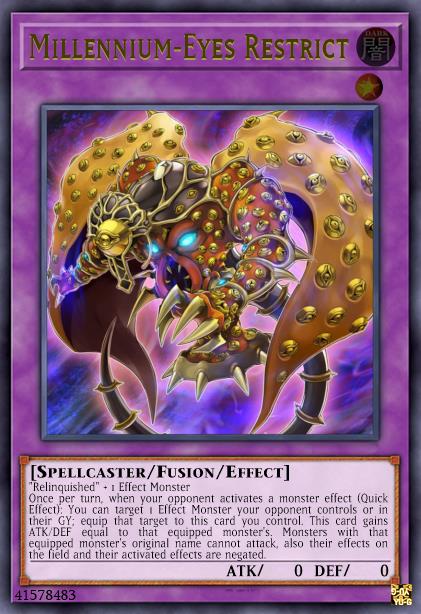 Millennium-Eyes Restrict
DARK
闇
[Spellcaster/Fusion/Effect]
"Relinquished" + 1 Effect Monster
Once per turn, when your opponent activates a monster effect (Quick
Effect): You can target 1 Effect Monster your opponent controls or in
their GY; equip that target to this card you control. This card gains
ATK/DEF equal to that equipped monster's. Monsters with that
equipped monster's original name cannot attack, also their effects on
the field and their activated effects are negated.
ATK/ 0 DEF/ 0
41578483